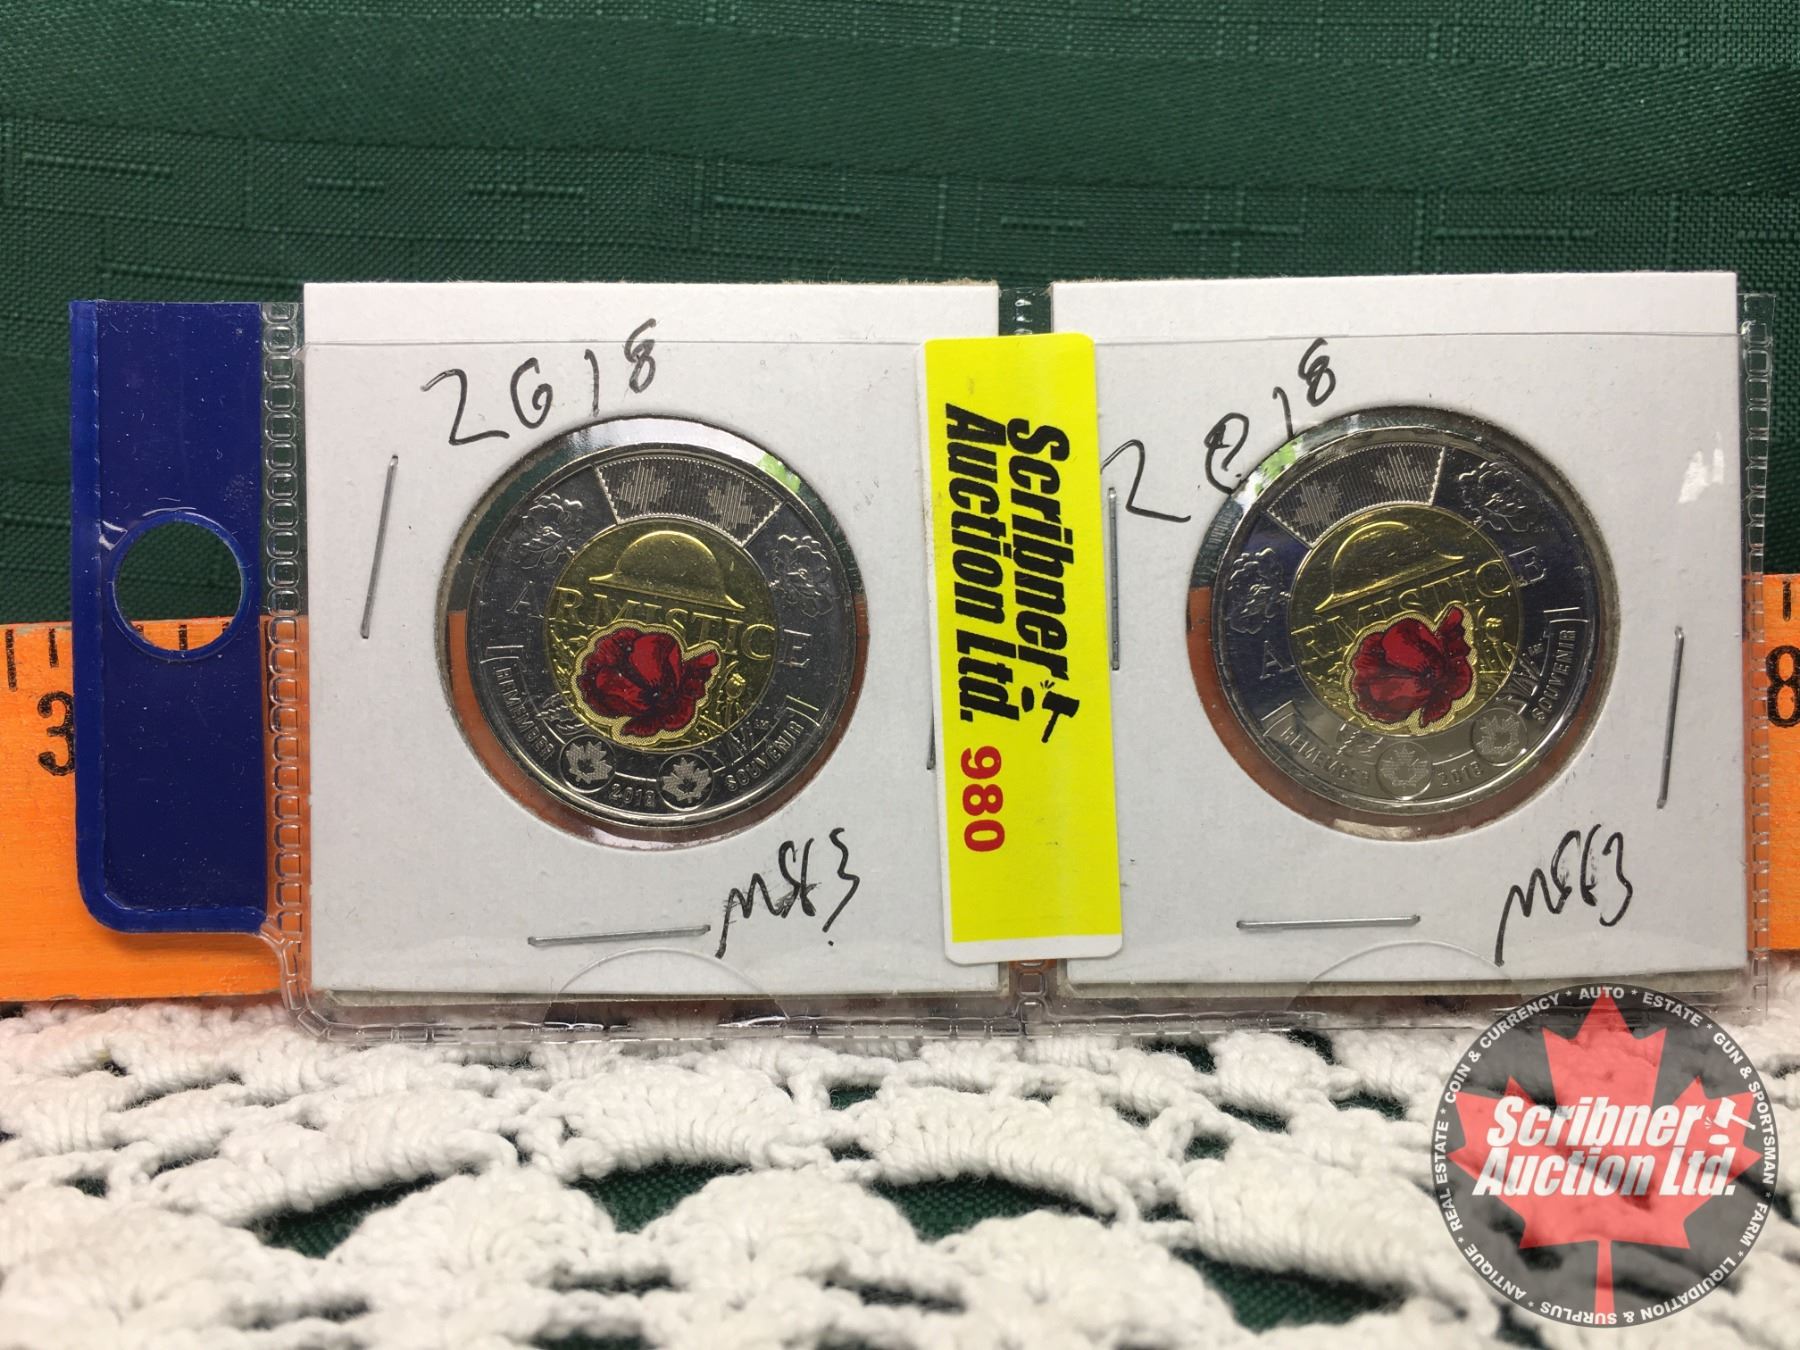 2018
ARMISTICE
REMEMBER
2018
SOUVENIR
MS63
Scribner
Auction Ltd.
980
2018
ARMISTICE
REMEMBER
2018
SOUVENIR
MS63
3
8
COIN & CURRENCY * AUTO * ESTATE * GUN & SPORTSMAN * FARM * LIQUIDATION & SURPLUS * ANTIQUE * REAL ESTATE *
Scribner
Auction Ltd.